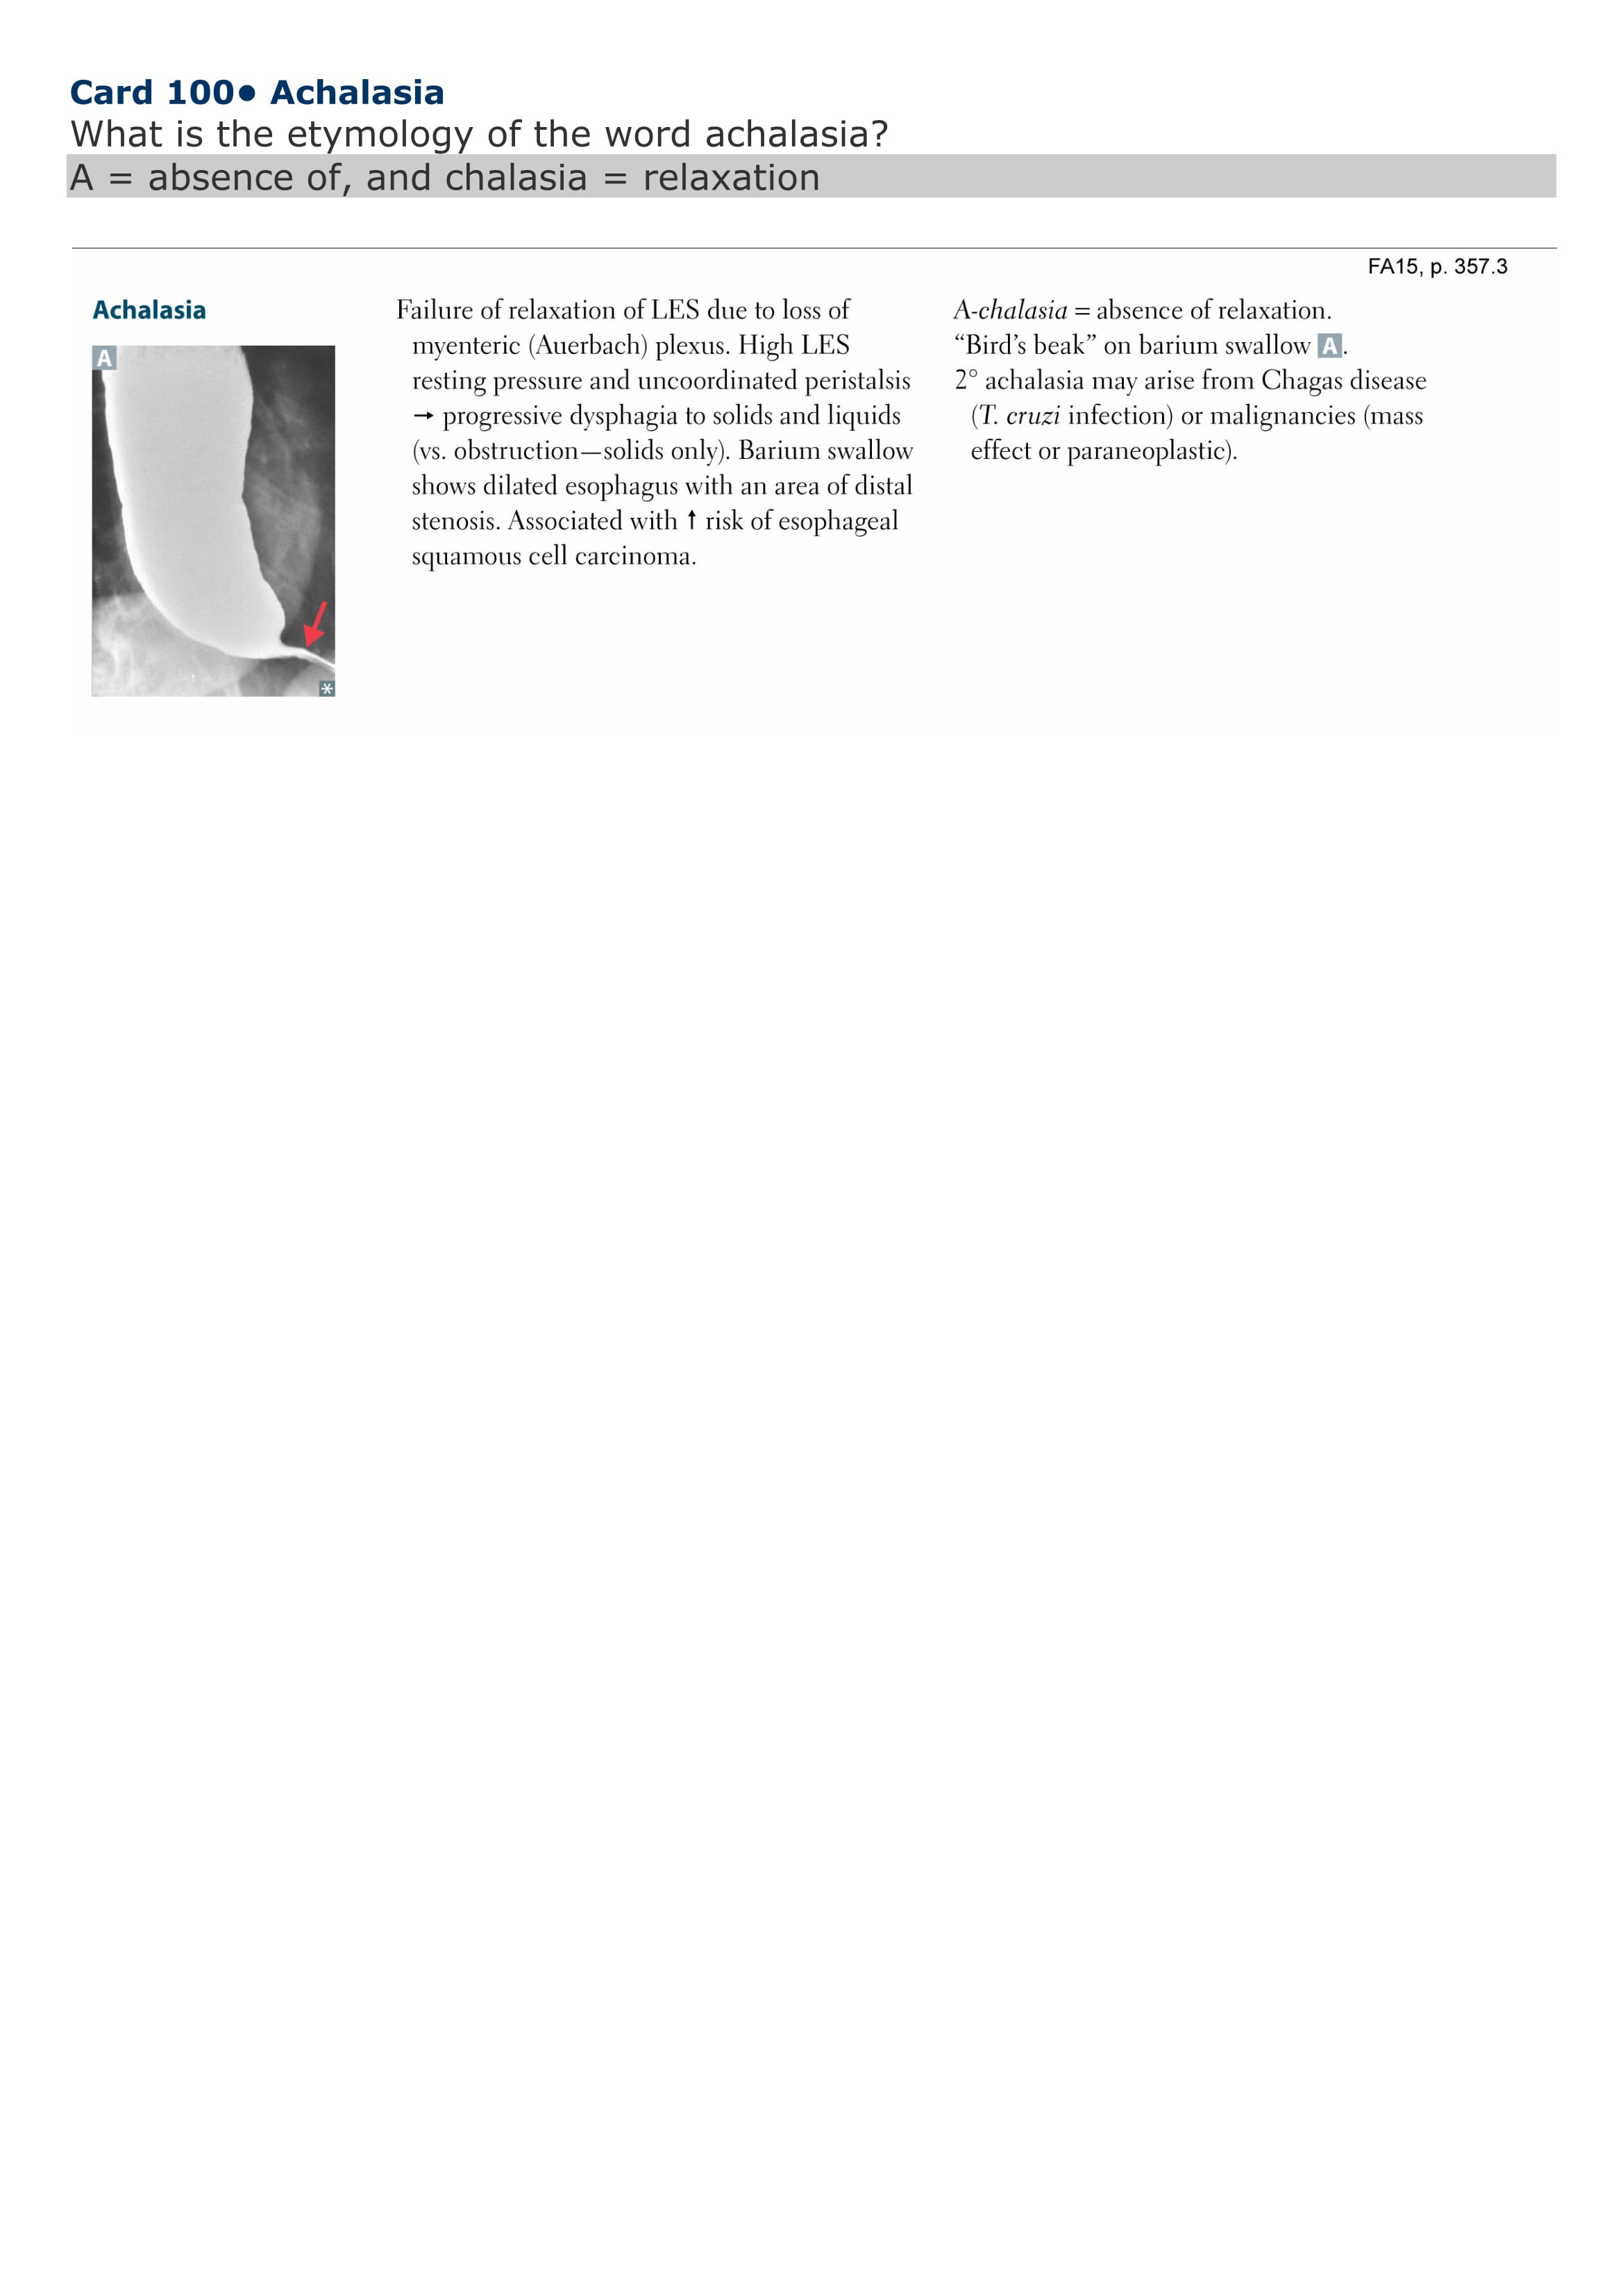 Card 100● Achalasia
What is the etymology of the word achalasia?
A = absence of, and chalasia = relaxation
FA15, p. 357.3
Achalasia
A
*
Failure of relaxation of LES due to loss of
myenteric (Auerbach) plexus. High LES
resting pressure and uncoordinated peristalsis
→ progressive dysphagia to solids and liquids
(vs. obstruction—solids only). Barium swallow
shows dilated esophagus with an area of distal
stenosis. Associated with ↑ risk of esophageal
squamous cell carcinoma.
A-chalasia = absence of relaxation.
“Bird’s beak” on barium swallow A.
2° achalasia may arise from Chagas disease
(T. cruzi infection) or malignancies (mass
effect or paraneoplastic).